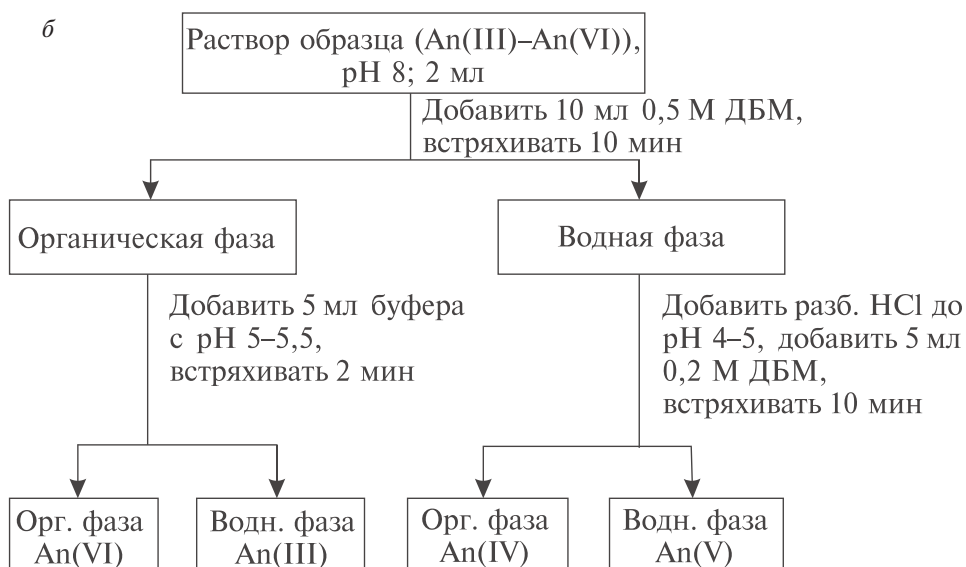 б
Раствор образца (An(III)–An(VI)),
pH 8; 2 мл
Добавить 10 мл 0,5 М ДБМ,
встряхивать 10 мин
Органическая фаза
Водная фаза
Добавить 5 мл буфера
с pH 5–5,5,
встряхивать 2 мин
Добавить разб. HCl до
pH 4–5, добавить 5 мл
0,2 М ДБМ,
встряхивать 10 мин
Орг. фаза
An(VI)
Водн. фаза
An(III)
Орг. фаза
An(IV)
Водн. фаза
An(V)